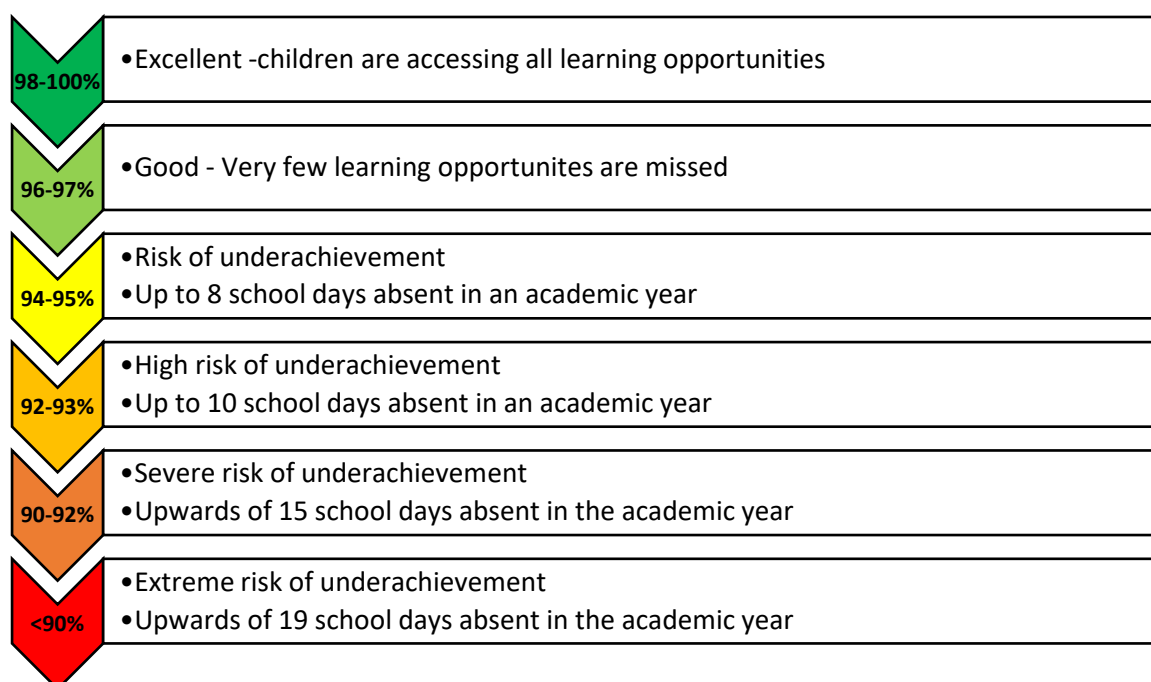 98-100%
•Excellent -children are accessing all learning opportunities
96-97%
•Good - Very few learning opportunites are missed
94-95%
•Risk of underachievement
•Up to 8 school days absent in an academic year
92-93%
•High risk of underachievement
•Up to 10 school days absent in an academic year
90-92%
•Severe risk of underachievement
•Upwards of 15 school days absent in the academic year
<90%
•Extreme risk of underachievement
•Upwards of 19 school days absent in the academic year